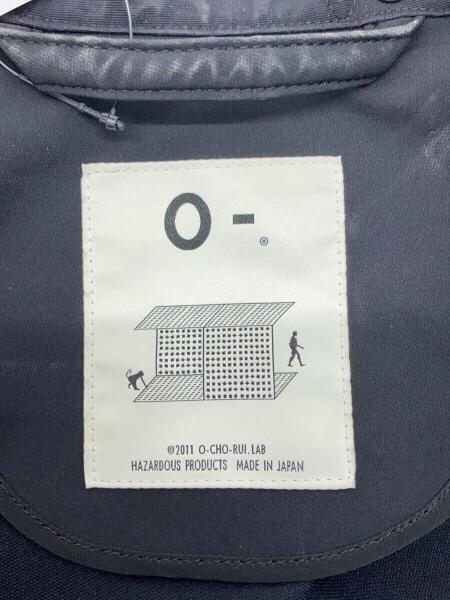 O -.®
©2011 O-CHO-RUI.LAB
HAZARDOUS PRODUCTS MADE IN JAPAN